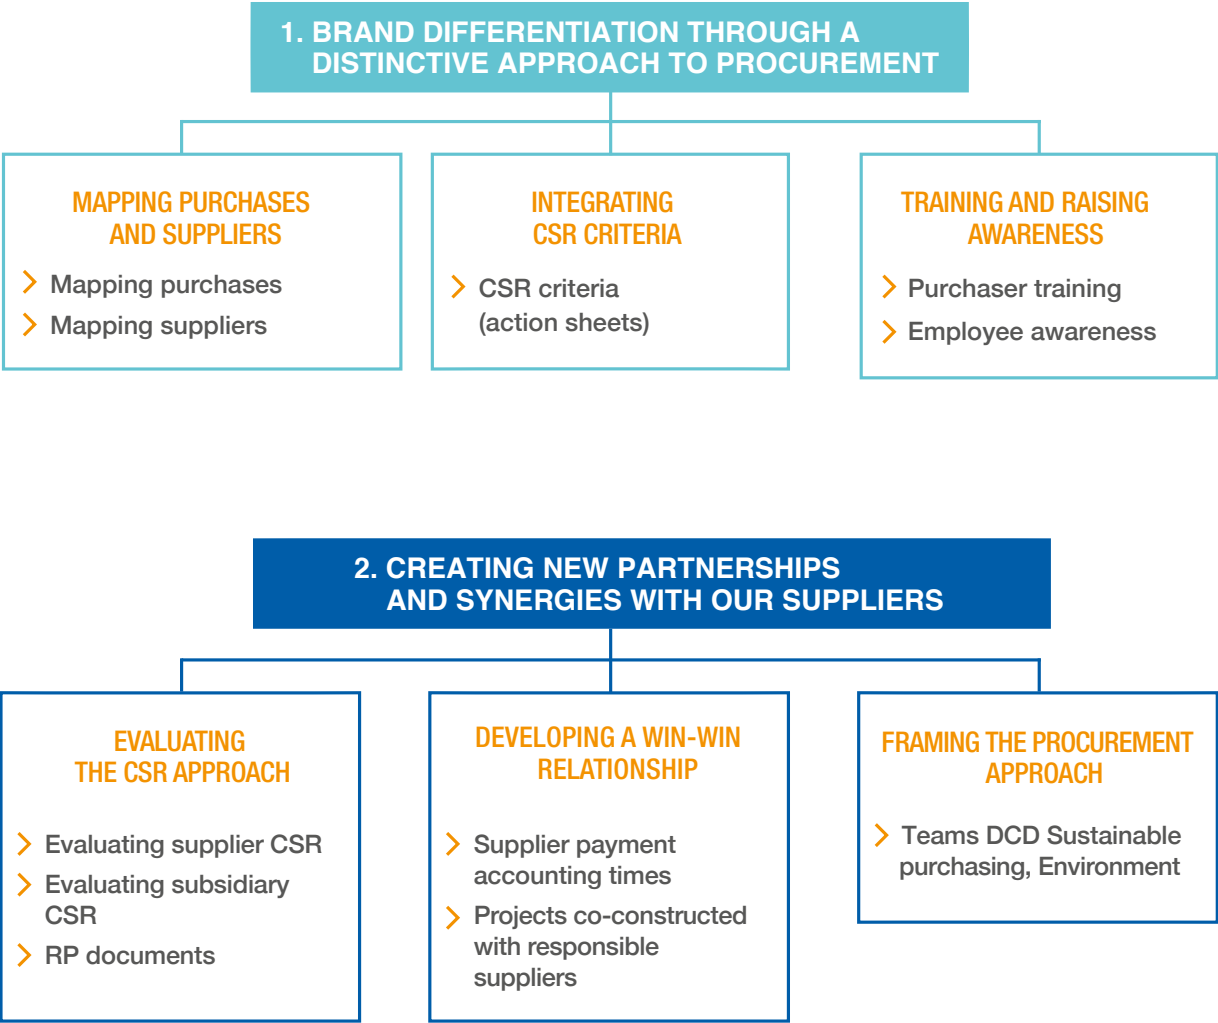 1. BRAND DIFFERENTIATION THROUGH A
DISTINCTIVE APPROACH TO PROCUREMENT
MAPPING PURCHASES
AND SUPPLIERS
Mapping purchases
Mapping suppliers
INTEGRATING
CSR CRITERIA
CSR criteria
(action sheets)
TRAINING AND RAISING
AWARENESS
Purchaser training
Employee awareness
2. CREATING NEW PARTNERSHIPS
AND SYNERGIES WITH OUR SUPPLIERS
EVALUATING
THE CSR APPROACH
Evaluating supplier CSR
Evaluating subsidiary
CSR
RP documents
DEVELOPING A WIN-WIN
RELATIONSHIP
Supplier payment
accounting times
Projects co-constructed
with responsible
suppliers
FRAMING THE PROCUREMENT
APPROACH
Teams DCD Sustainable
purchasing, Environment